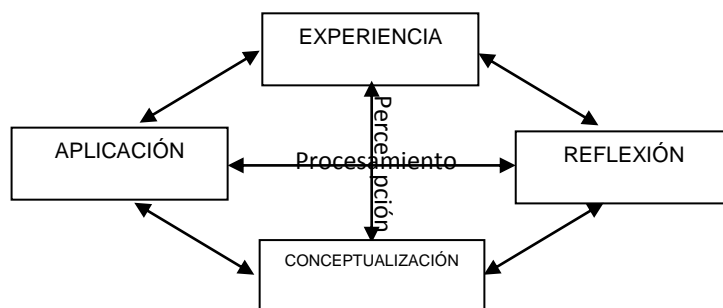 EXPERIENCIA
Percepción
APLICACIÓN
Procesamiento
REFLEXIÓN
CONCEPTUALIZACIÓN